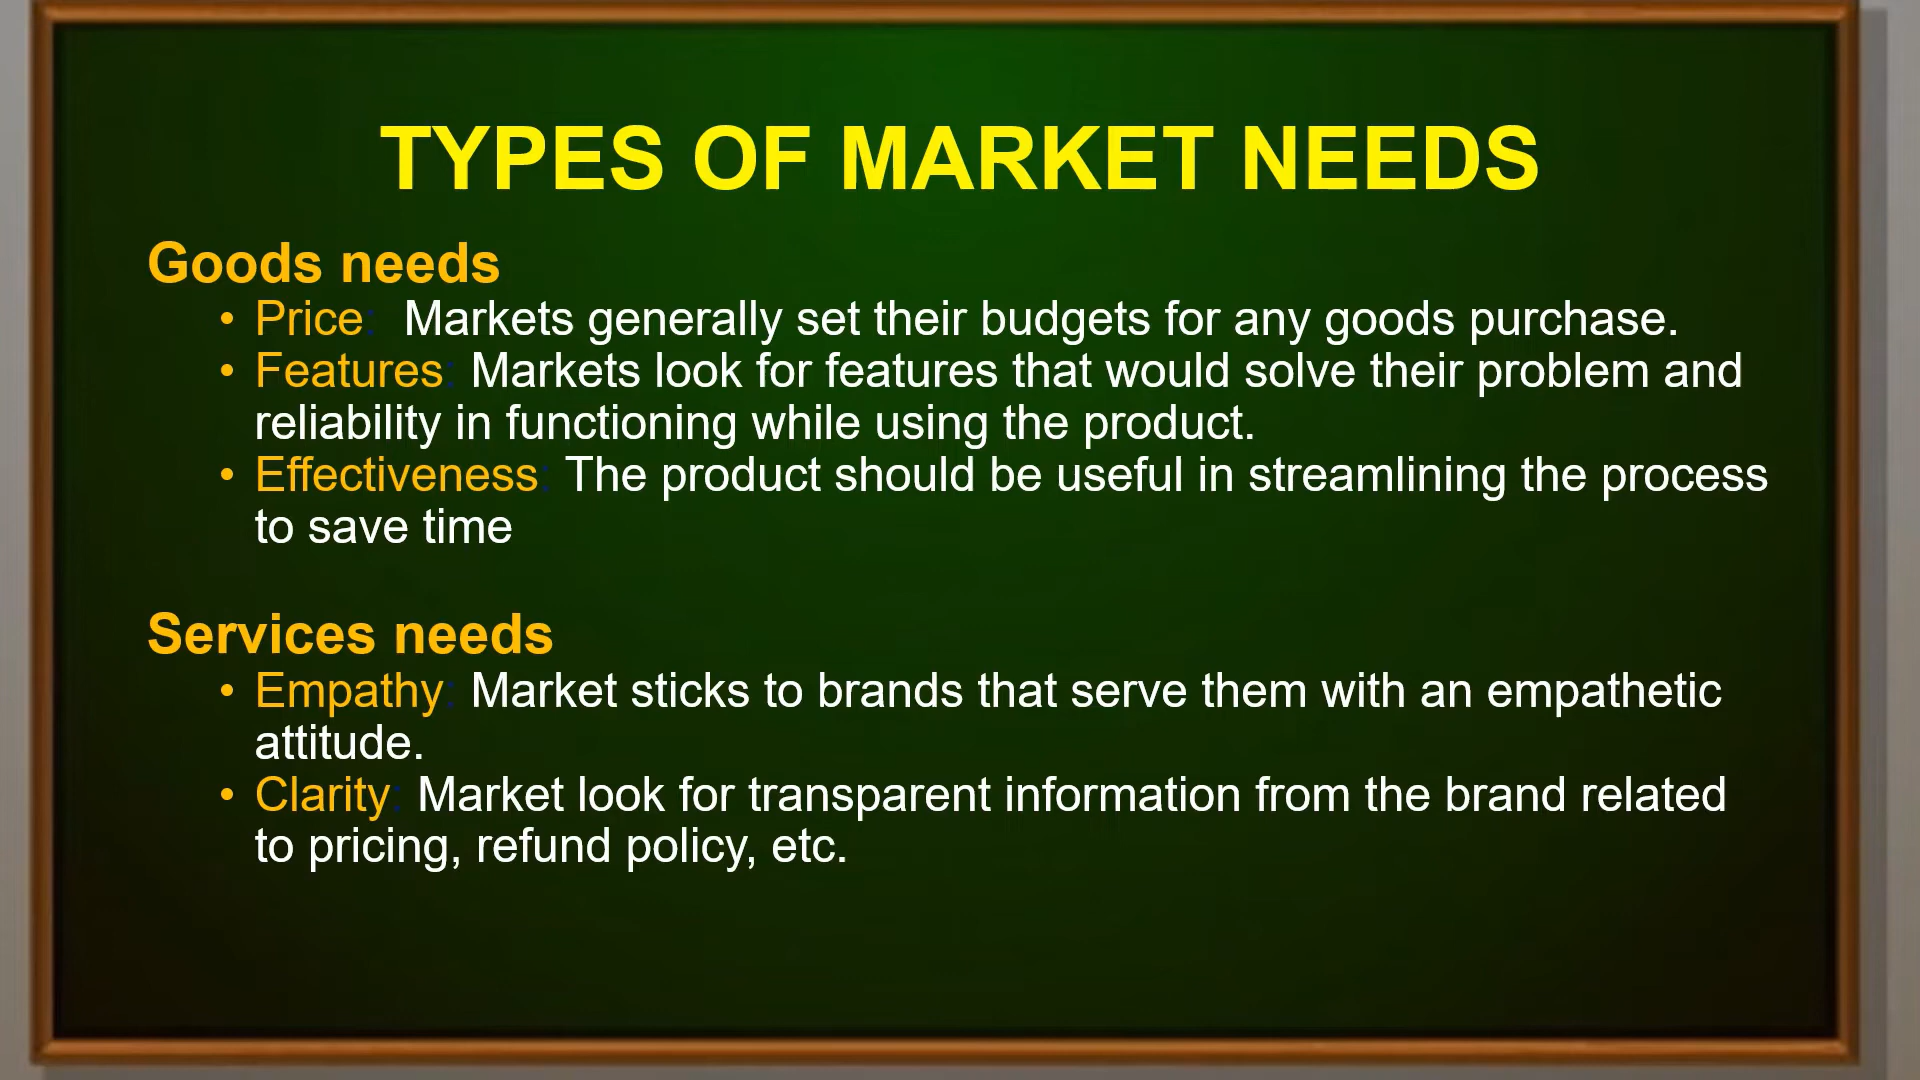 TYPES OF MARKET NEEDS
Goods needs
• Price:  Markets generally set their budgets for any goods purchase.
• Features: Markets look for features that would solve their problem and
reliability in functioning while using the product.
• Effectiveness: The product should be useful in streamlining the process
to save time
Services needs
• Empathy: Market sticks to brands that serve them with an empathetic
attitude.
• Clarity: Market look for transparent information from the brand related
to pricing, refund policy, etc.